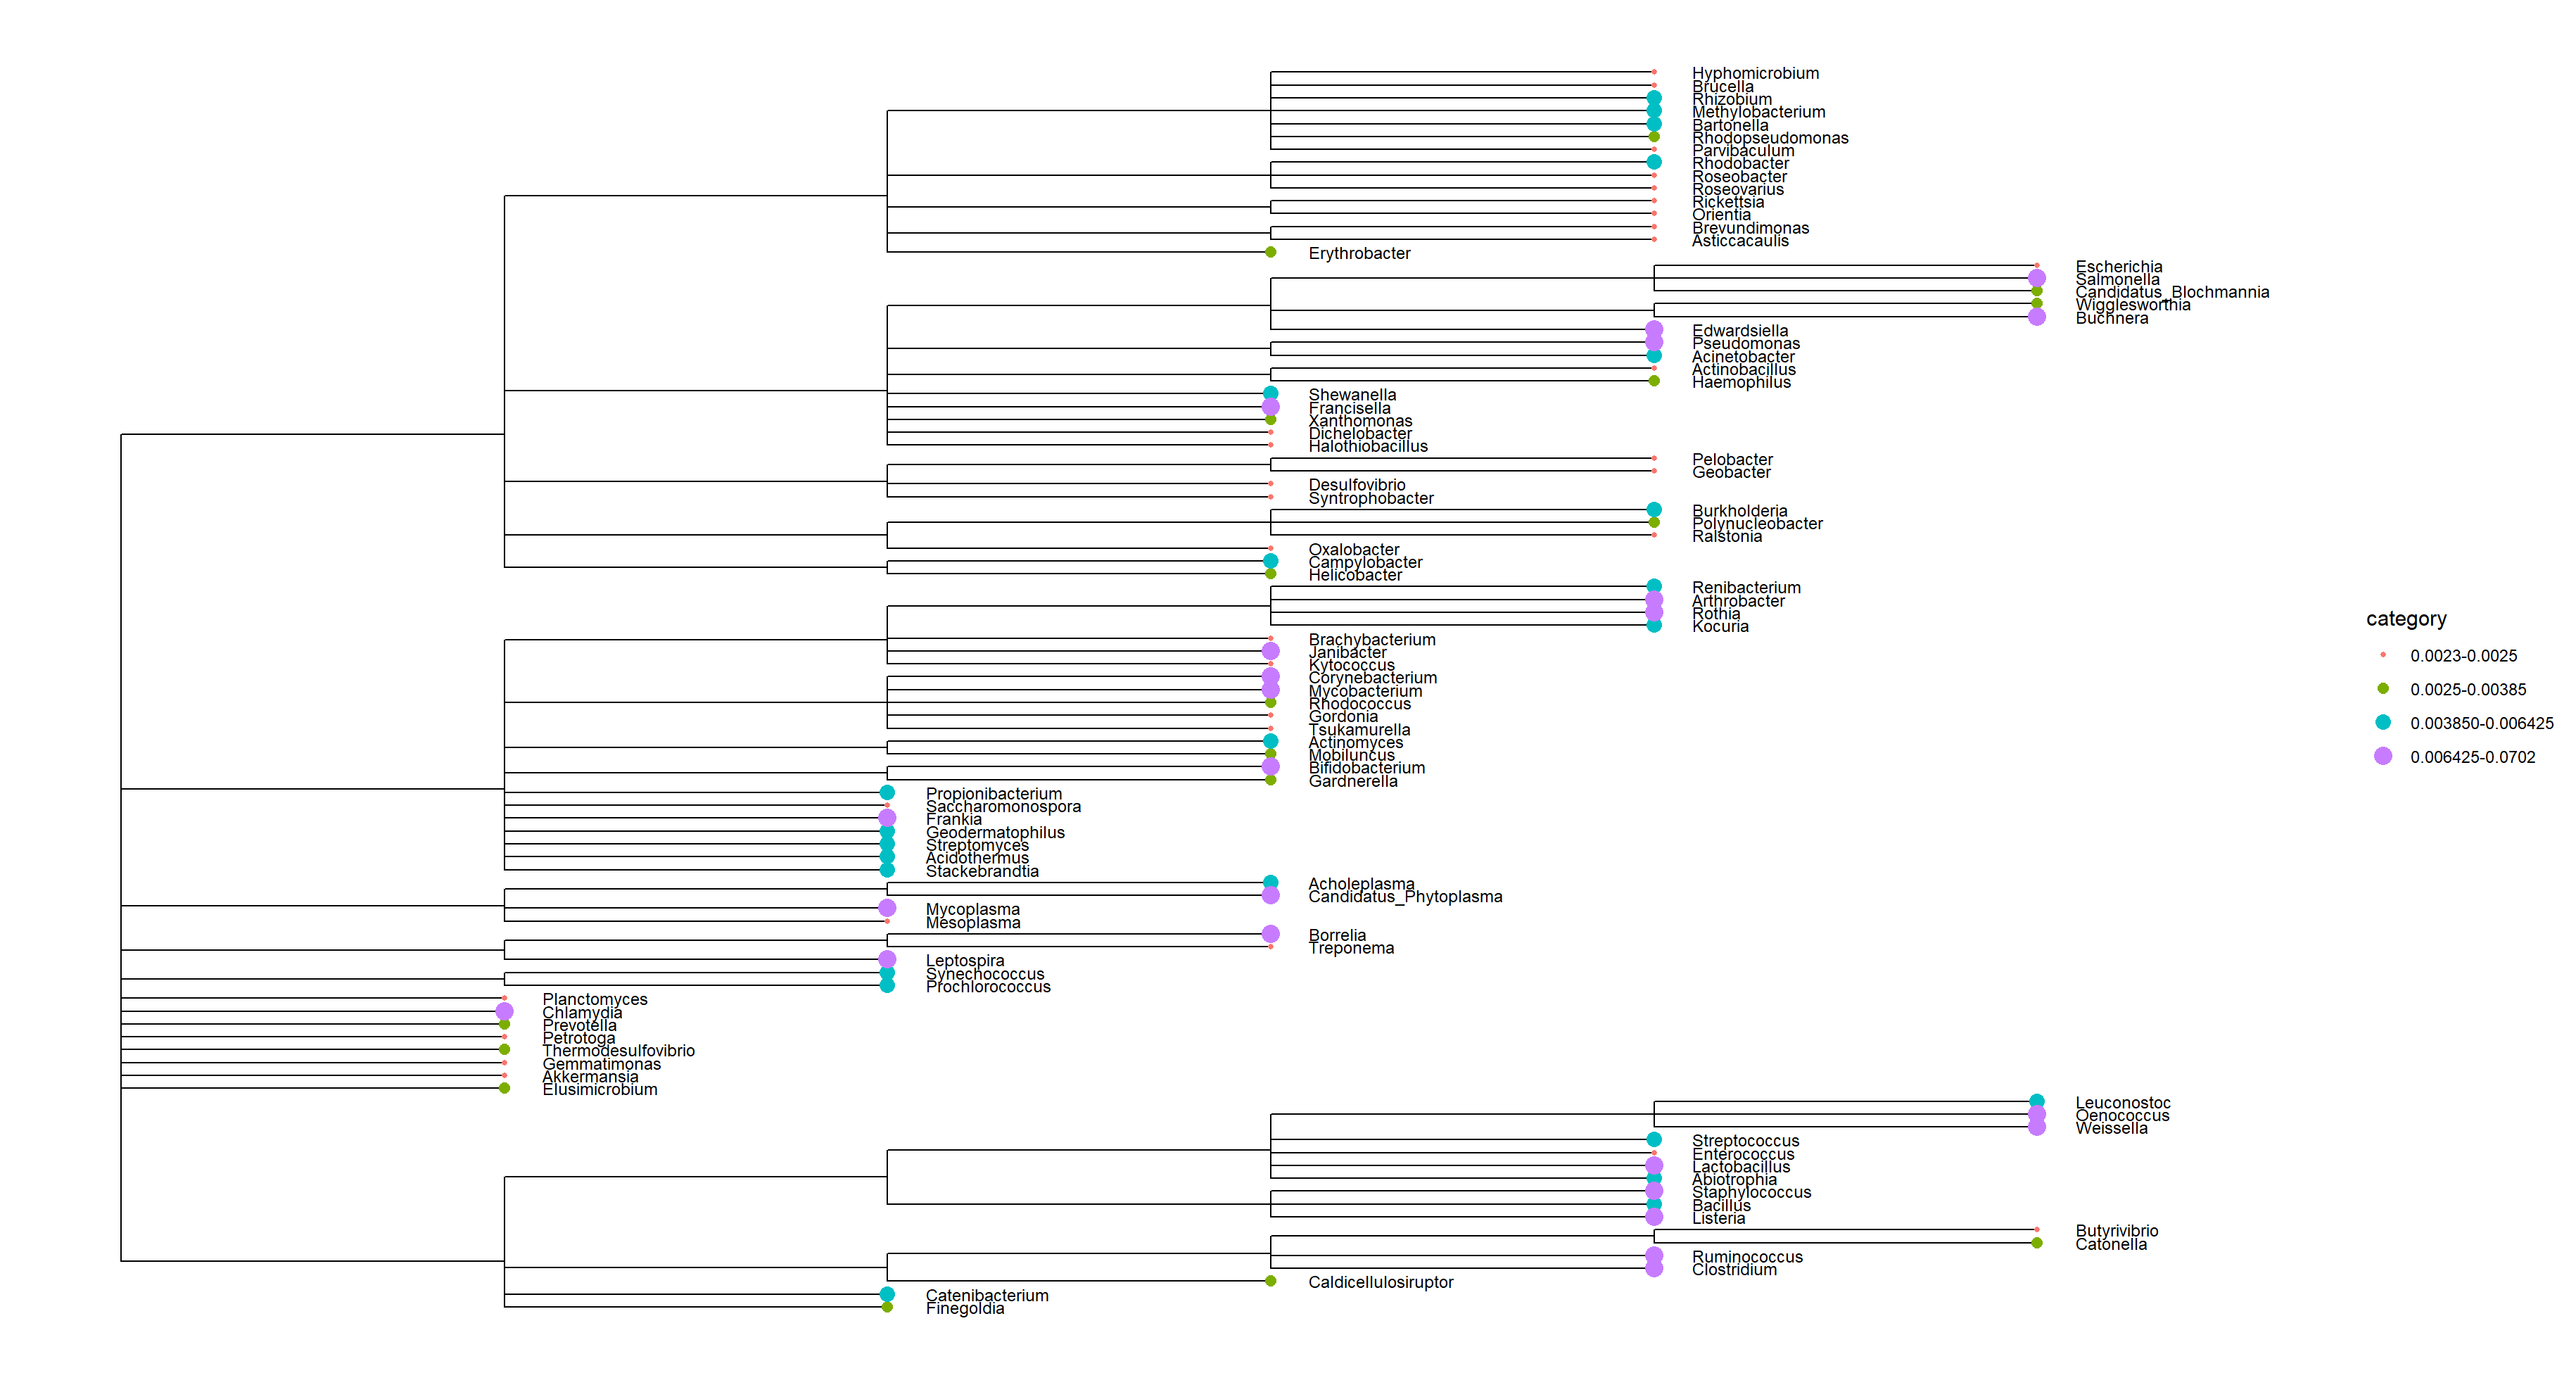 Hyphomicrobium
Brucella
Rhizobium
Methylobacterium
Bartonella
Rhodopseudomonas
Parvibaculum
Rhodobacter
Roseobacter
Roseovarius
Rickettsia
Orientia
Brevundimonas
Asticcacaulis
Erythrobacter
Escherichia
Salmonella
Candidatus_Blochmannia
Wigglesworthia
Buchnera
Edwardsiella
Pseudomonas
Acinetobacter
Actinobacillus
Haemophilus
Shewanella
Francisella
Xanthomonas
Dichelobacter
Halothiobacillus
Pelobacter
Geobacter
Desulfovibrio
Syntrophobacter
Burkholderia
Polynucleobacter
Ralstonia
Oxalobacter
Campylobacter
Helicobacter
Renibacterium
Arthrobacter
Rothia
Kocuria
Brachybacterium
Janibacter
Kytococcus
Corynebacterium
Mycobacterium
Rhodococcus
Gordonia
Tsukamurella
Actinomyces
Mobiluncus
Bifidobacterium
Gardnerella
Propionibacterium
Saccharomonospora
Frankia
Geodermatophilus
Streptomyces
Acidothermus
Stackebrandtia
Acholeplasma
Candidatus_Phytoplasma
Mycoplasma
Mesoplasma
Borrelia
Treponema
Leptospira
Synechococcus
Prochlorococcus
Planctomyces
Chlamydia
Prevotella
Petrotoga
Thermodesulfovibrio
Gemmatimonas
Akkermansia
Elusimicrobium
Leuconostoc
Oenococcus
Weissella
Streptococcus
Enterococcus
Lactobacillus
Abiotrophia
Staphylococcus
Bacillus
Listeria
Butyrivibrio
Catonella
Ruminococcus
Clostridium
Caldicellulosiruptor
Catenibacterium
Finegoldia
category
0.0023-0.0025
0.0025-0.00385
0.003850-0.006425
0.006425-0.0702